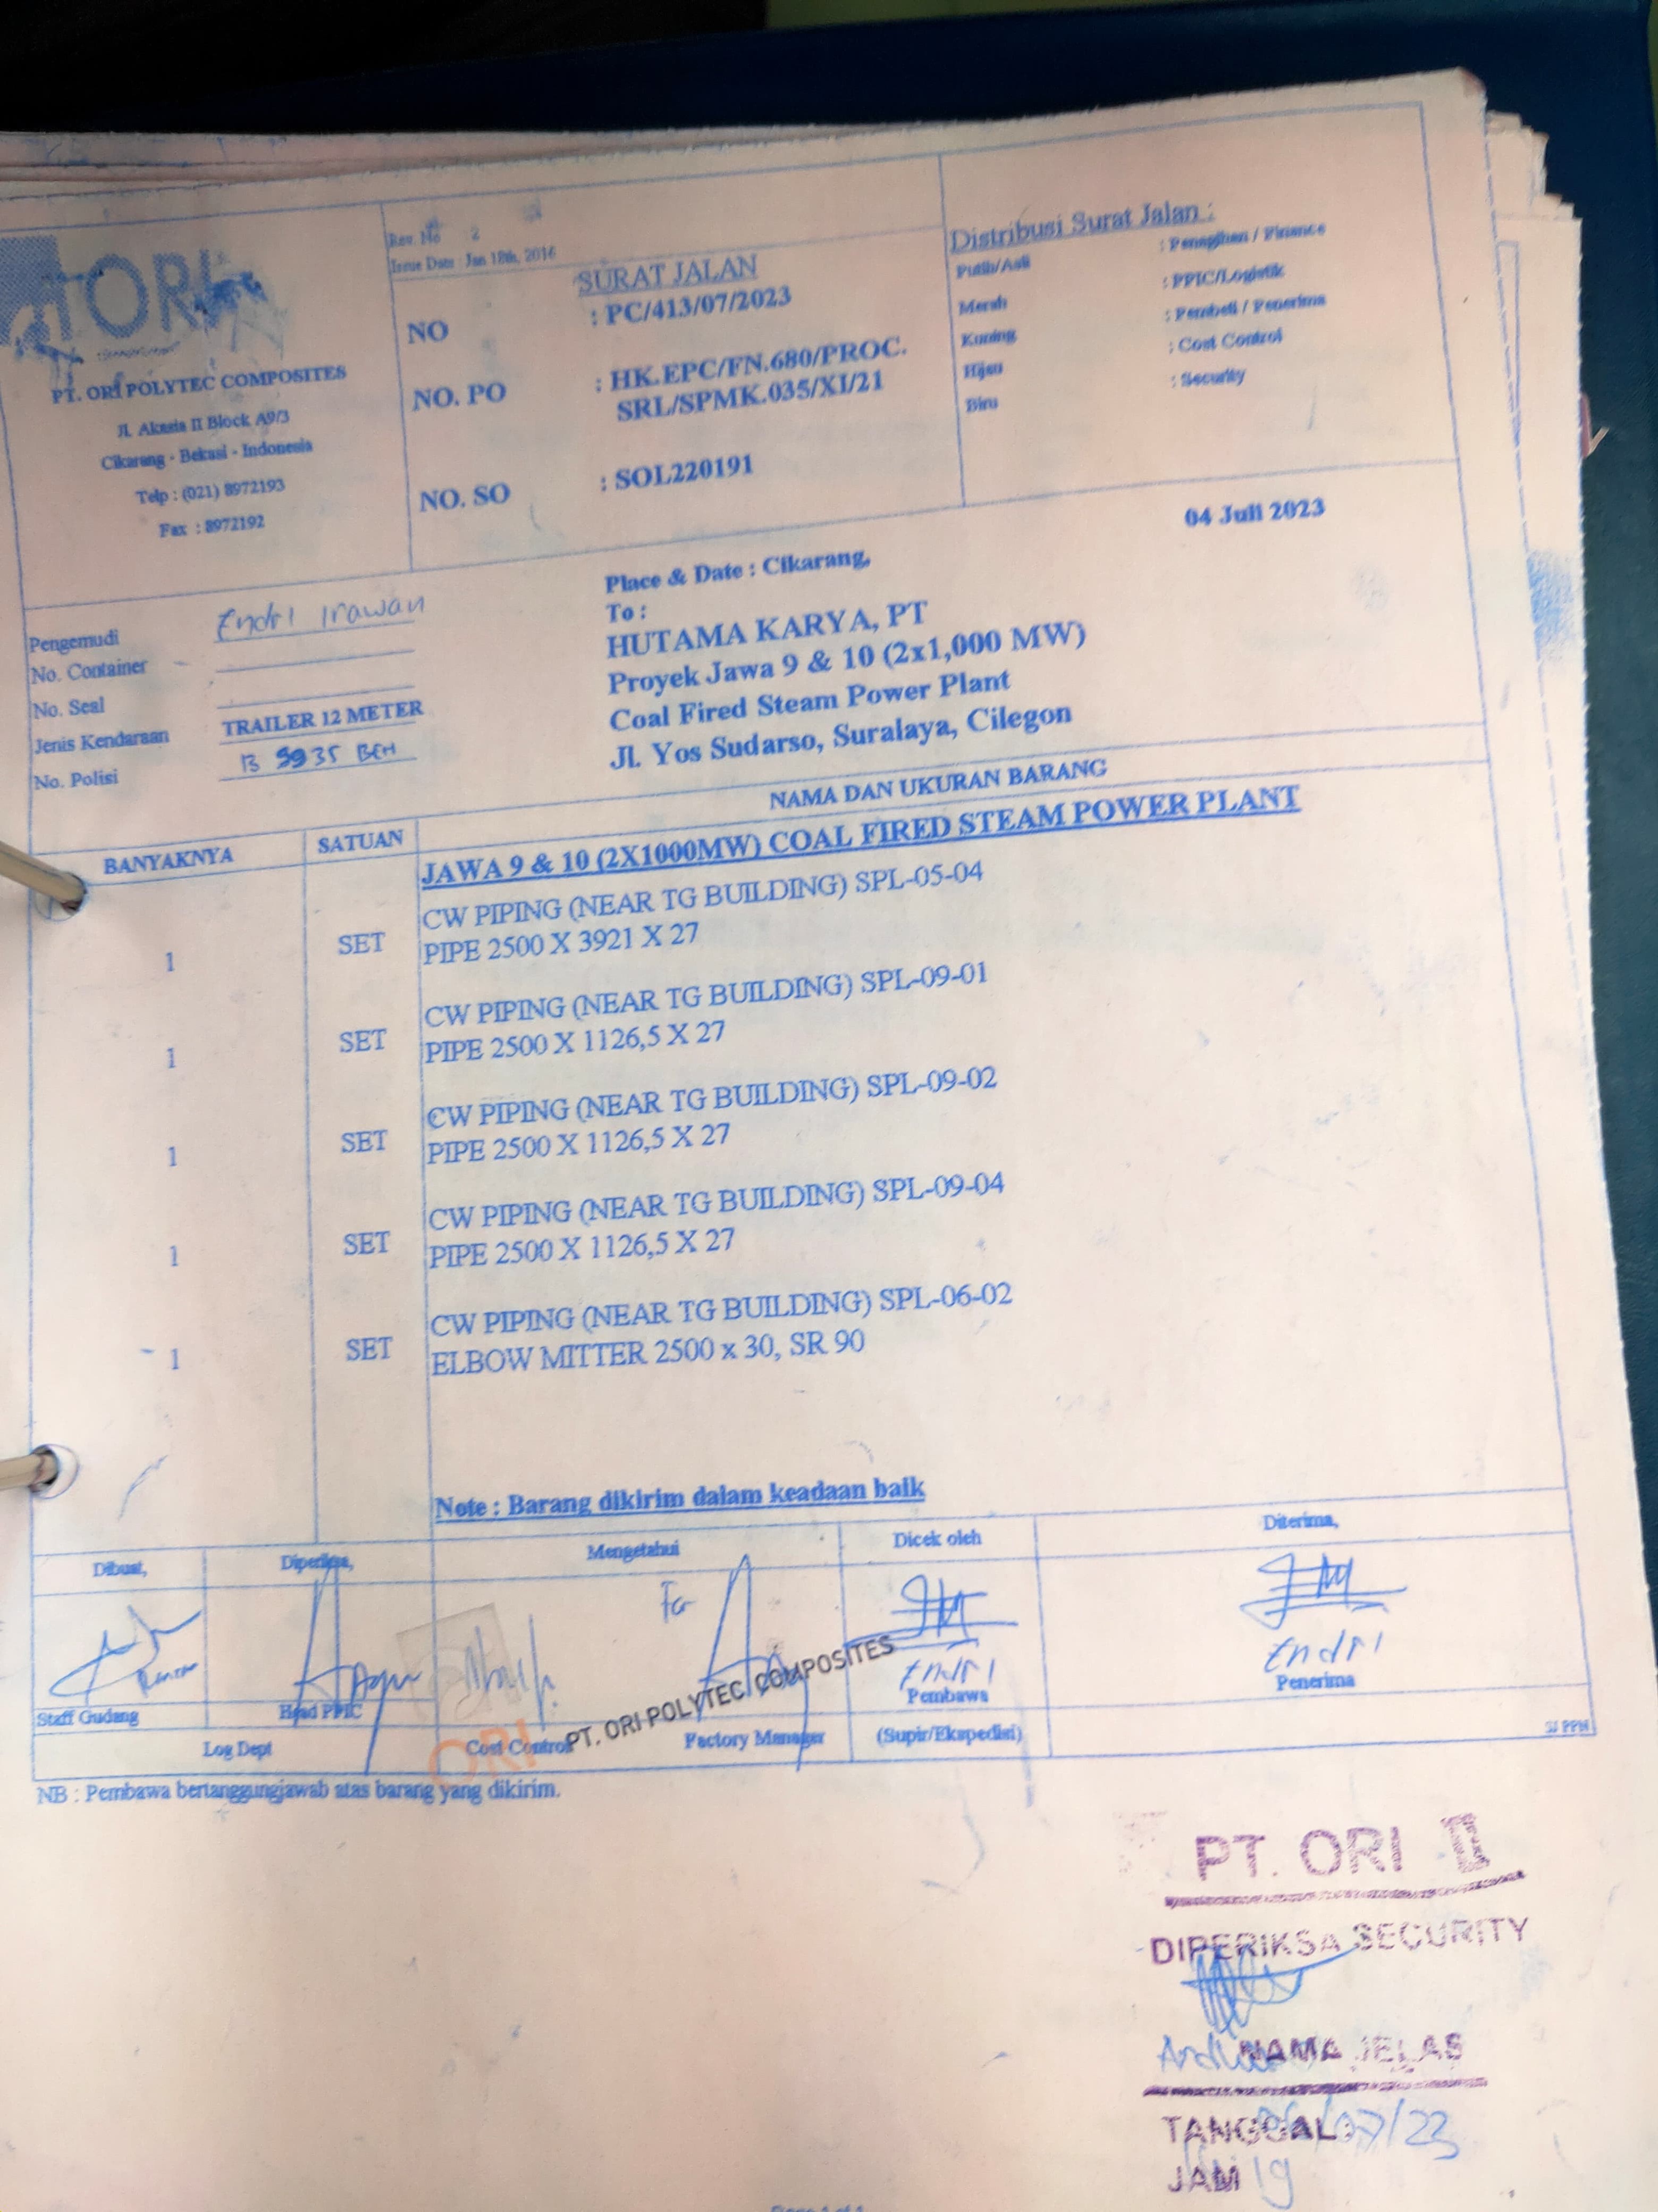 ORI
PT. ORI POLYTEC COMPOSITES
Jl. Akasia II Block A9/3
Cikarang - Bekasi - Indonesia
Telp : (021) 8972193
Fax : 8972192
Rev. No 2
Issue Date : Jan 18th, 2016
SURAT JALAN
NO : PC/413/07/2023
NO. PO : HK.EPC/FN.680/PROC.
SRL/SPMK.035/XI/21
NO. SO : SOL220191
Distribusi Surat Jalan :
Putih/Asli : Penagihan / Finance
Merah : PPIC/Logistik
Kuning : Pembeli / Penerima
Hijau : Cost Control
Biru : Security
Pengemudi Endri Irawan
No. Container
No. Seal
Jenis Kendaraan TRAILER 12 METER
No. Polisi B 9935 BEH
Place & Date : Cikarang, 04 Juli 2023
To :
HUTAMA KARYA, PT
Proyek Jawa 9 & 10 (2x1,000 MW)
Coal Fired Steam Power Plant
Jl. Yos Sudarso, Suralaya, Cilegon
BANYAKNYA SATUAN NAMA DAN UKURAN BARANG
JAWA 9 & 10 (2X1000MW) COAL FIRED STEAM POWER PLANT
CW PIPING (NEAR TG BUILDING) SPL-05-04
1 SET PIPE 2500 X 3921 X 27
CW PIPING (NEAR TG BUILDING) SPL-09-01
1 SET PIPE 2500 X 1126,5 X 27
CW PIPING (NEAR TG BUILDING) SPL-09-02
1 SET PIPE 2500 X 1126,5 X 27
CW PIPING (NEAR TG BUILDING) SPL-09-04
1 SET PIPE 2500 X 1126,5 X 27
CW PIPING (NEAR TG BUILDING) SPL-06-02
1 SET ELBOW MITTER 2500 x 30, SR 90
Note : Barang dikirim dalam keadaan baik
Dibuat, Diperiksa, Mengetahui Dicek oleh Diterima,
Endri Endri
Staff Gudang Head PPIC Pembawa Penerima
Log Dept Cost Control Factory Manager (Supir/Ekspedisi)
SJ PPN
ORI PT. ORI POLYTEC COMPOSITES
NB : Pembawa bertanggungjawab atas barang yang dikirim.
PT. ORI II
DIPERIKSA SECURITY
NAMA JELAS
TANGGAL: /07/23
JAM 19